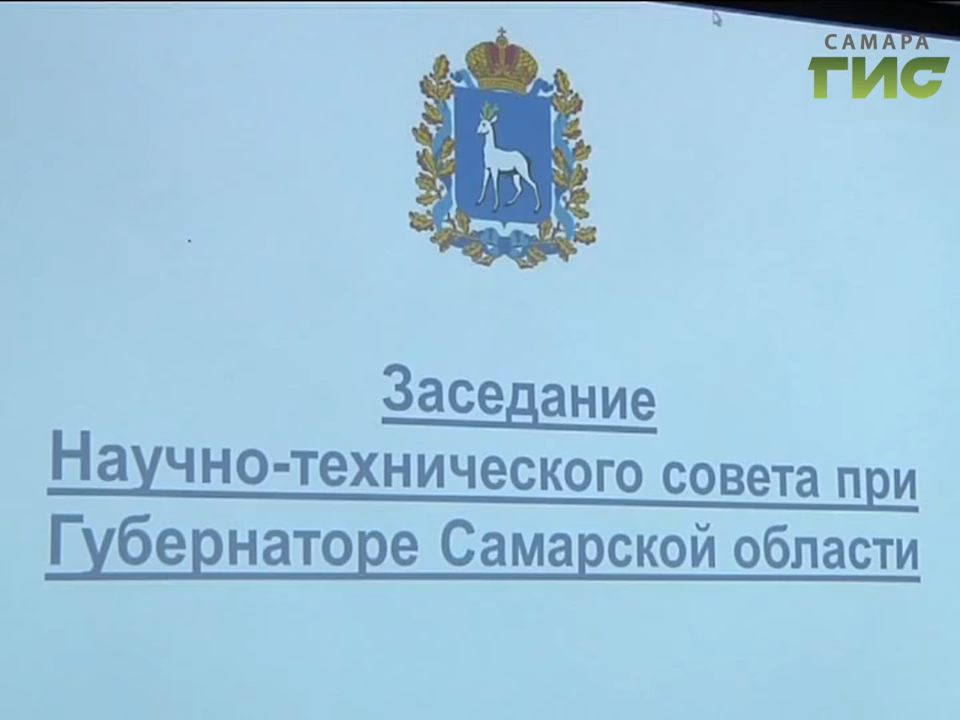 САМАРА
ГИС
Заседание
Научно-технического совета при
Губернаторе Самарской области